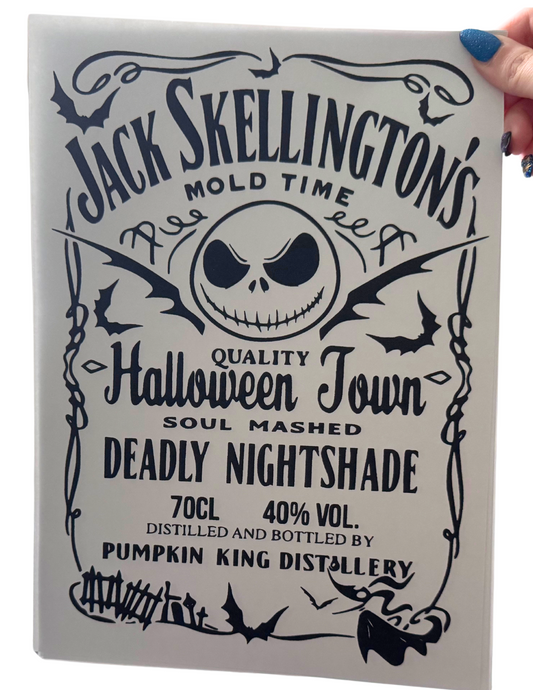 JACK SKELLINGTON'S
MOLD TIME
QUALITY
Halloween Town
SOUL MASHED
DEADLY NIGHTSHADE
70CL 40% VOL.
DISTILLED AND BOTTLED BY
PUMPKIN KING DISTILLERY